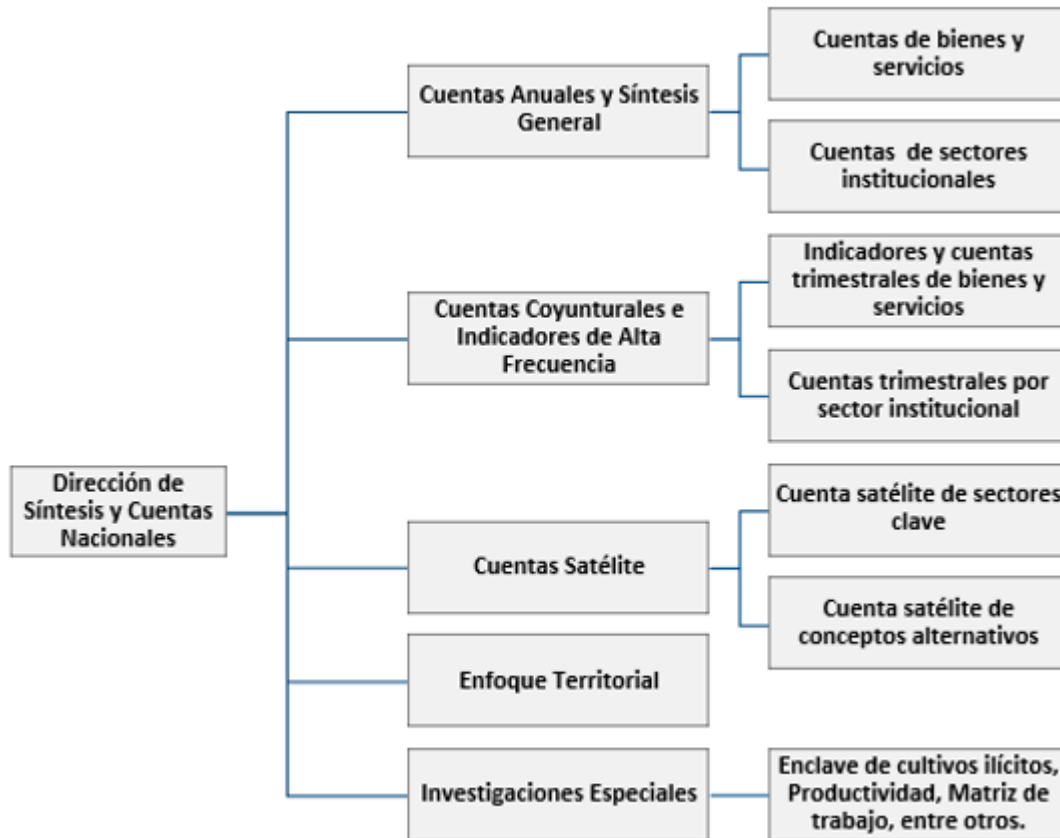 Dirección de
Síntesis y Cuentas
Nacionales
Cuentas Anuales y Síntesis
General
Cuentas de bienes y
servicios
Cuentas de sectores
institucionales
Cuentas Coyunturales e
Indicadores de Alta
Frecuencia
Indicadores y cuentas
trimestrales de bienes y
servicios
Cuentas trimestrales por
sector institucional
Cuentas Satélite
Cuenta satélite de sectores
clave
Cuenta satélite de
conceptos alternativos
Enfoque Territorial
Investigaciones Especiales
Enclave de cultivos ilícitos,
Productividad, Matriz de
trabajo, entre otros.